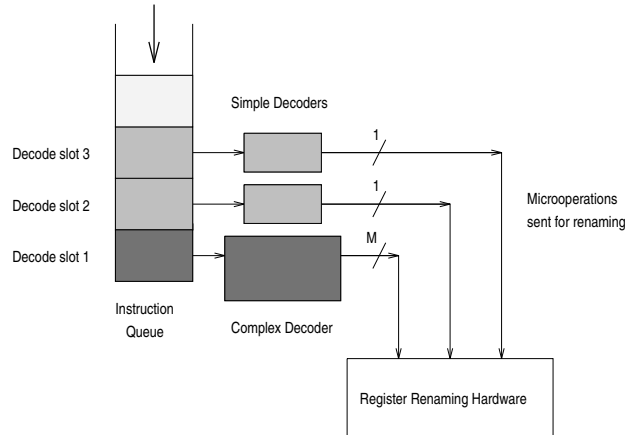 Simple Decoders
1
Decode slot 3
1
Decode slot 2
Microoperations
sent for renaming
M
Decode slot 1
Instruction
Queue
Complex Decoder
Register Renaming Hardware